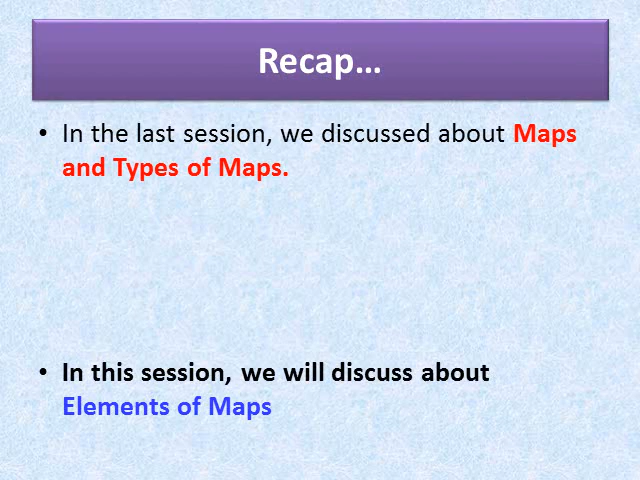 Recap…
• In the last session, we discussed about Maps
and Types of Maps.
• In this session, we will discuss about
Elements of Maps